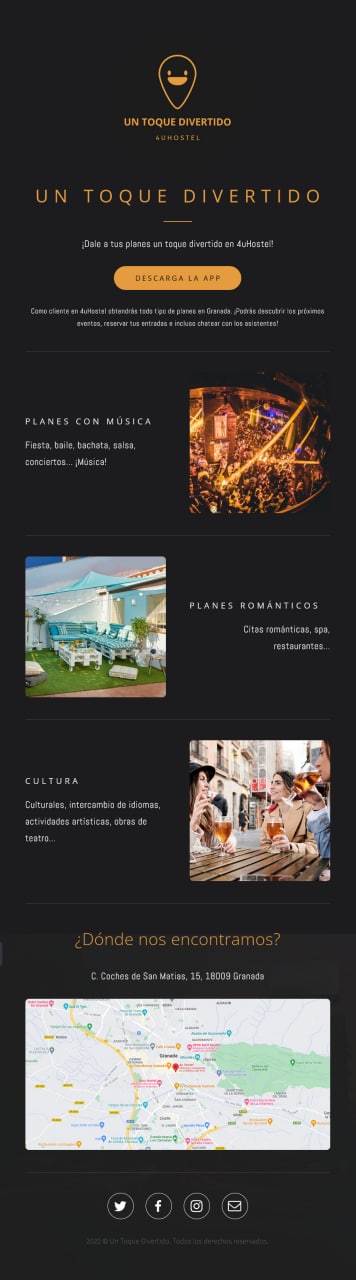 UN TOQUE DIVERTIDO
4UHOSTEL
UN TOQUE DIVERTIDO
¡Dale a tus planes un toque divertido en 4uHostel!
DESCARGA LA APP
Como cliente en 4uHostel obtendrás todo tipo de planes en Granada. ¡Podrás descubrir los próximos
eventos, reservar tus entradas e incluso chatear con los asistentes!
PLANES CON MÚSICA
Fiesta, baile, bachata, salsa,
conciertos... ¡Música!
PLANES ROMÁNTICOS
Citas románticas, spa,
restaurantes...
CULTURA
Culturales, intercambio de idiomas,
actividades artísticas, obras de
teatro...
¿Dónde nos encontramos?
C. Coches de San Matias, 15, 18009 Granada
Granada
2022 © Un Toque Divertido. Todos los derechos reservados.